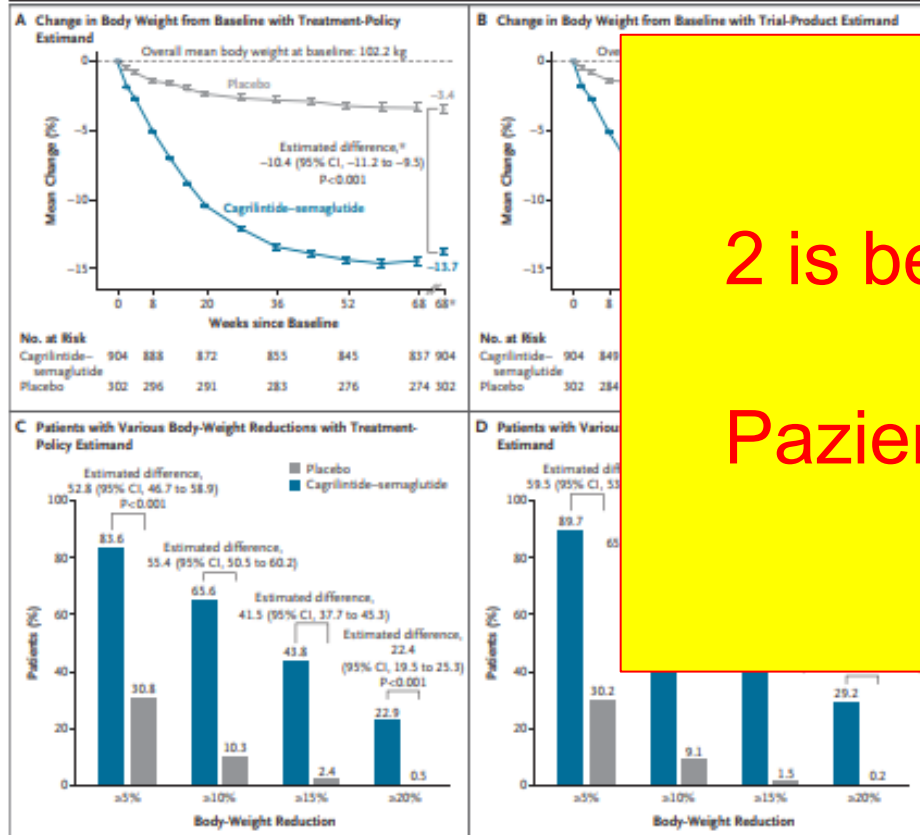 A Change in Body Weight from Baseline with Treatment-Policy
Estimand
Overall mean body weight at baseline: 102.2 kg
0
Placebo
-3.4
-5
Estimated difference,*
-10.4 (95% CI, -11.2 to -9.5)
P<0.001
-10
Cagrilintide–semaglutide
-15
-13.7
Mean Change (%)
0 8 20 36 52 68 68*
Weeks since Baseline
No. at Risk
Cagrilintide– 904 888 872 855 845 837 904
semaglutide
Placebo 302 296 291 283 276 274 302
B Change in Body Weight from Baseline with Trial-Product Estimand
0
-5
-10
-15
Mean Change (%)
0 8
No. at Risk
Cagrilintide– 904 849
semaglutide
Placebo 302 284
2 is be
Pazien
C Patients with Various Body-Weight Reductions with Treatment-
Policy Estimand
Placebo
Cagrilintide–semaglutide
Estimated difference,
52.8 (95% CI, 46.7 to 58.9)
P<0.001
Estimated difference,
55.4 (95% CI, 50.5 to 60.2)
Estimated difference,
41.5 (95% CI, 37.7 to 45.3)
Estimated difference,
22.4
(95% CI, 19.5 to 25.3)
P<0.001
100
80
60
40
20
0
Patients (%)
83.6 30.8
65.6 10.3
43.8 2.4
22.9 0.5
≥5% ≥10% ≥15% ≥20%
Body-Weight Reduction
D Patients with Variou
Estimand
Estimated dif
59.5 (95% CI, 53
65
100
80
60
40
20
0
Patients (%)
89.7 30.2
9.1
1.5
29.2 0.2
≥5% ≥10% ≥15% ≥20%
Body-Weight Reduction